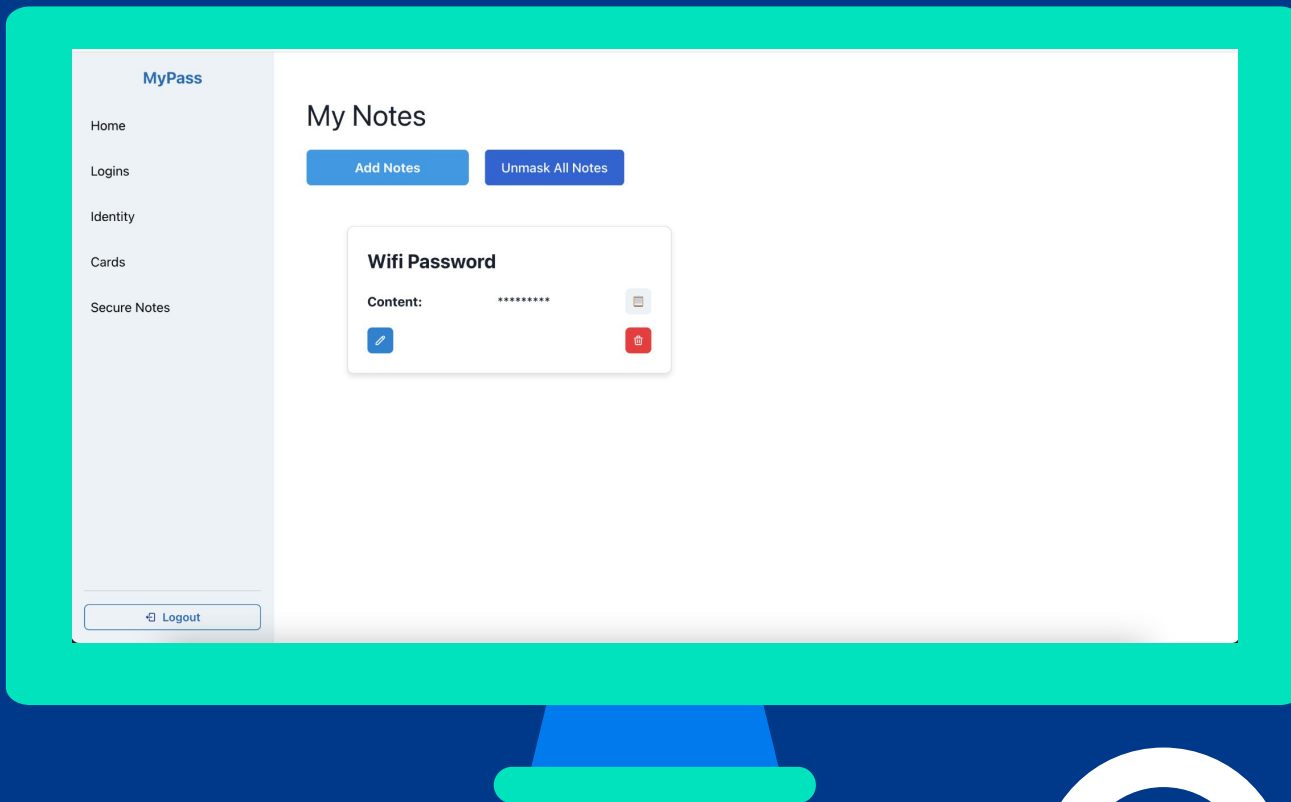 MyPass
Home
Logins
Identity
Cards
Secure Notes
Logout
My Notes
Add Notes
Unmask All Notes
Wifi Password
Content: *********